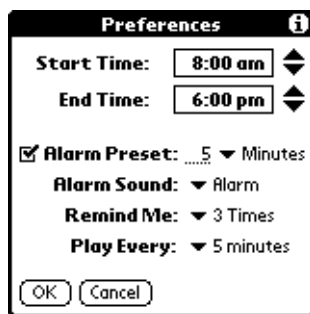 Preferences
Start Time: 8:00 am
End Time: 6:00 pm
Alarm Preset: 5 Minutes
Alarm Sound: Alarm
Remind Me: 3 Times
Play Every: 5 minutes
OK Cancel